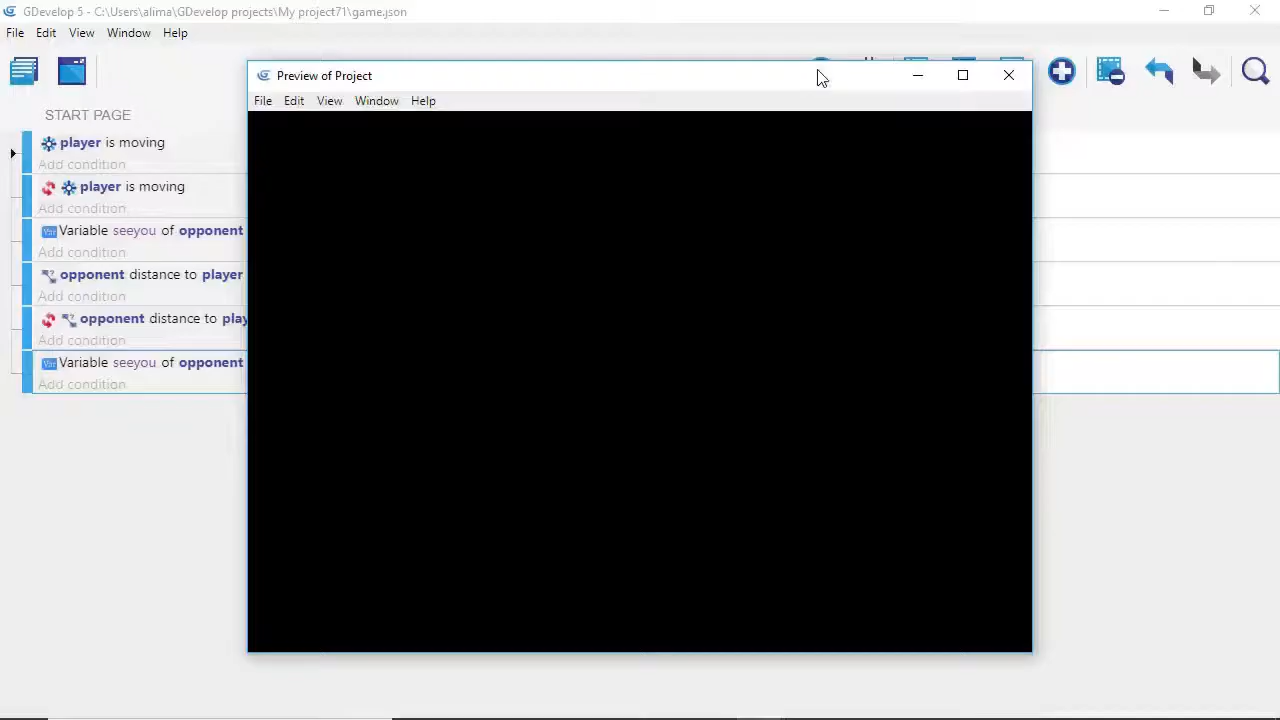 GDevelop 5 - C:\Users\alima\GDevelop projects\My project71\game.json
File Edit View Window Help
Preview of Project
File Edit View Window Help
START PAGE
player is moving
Add condition
player is moving
Add condition
Var Variable seeyou of opponent
Add condition
opponent distance to player
Add condition
opponent distance to play
Add condition
Var Variable seeyou of opponent
Add condition